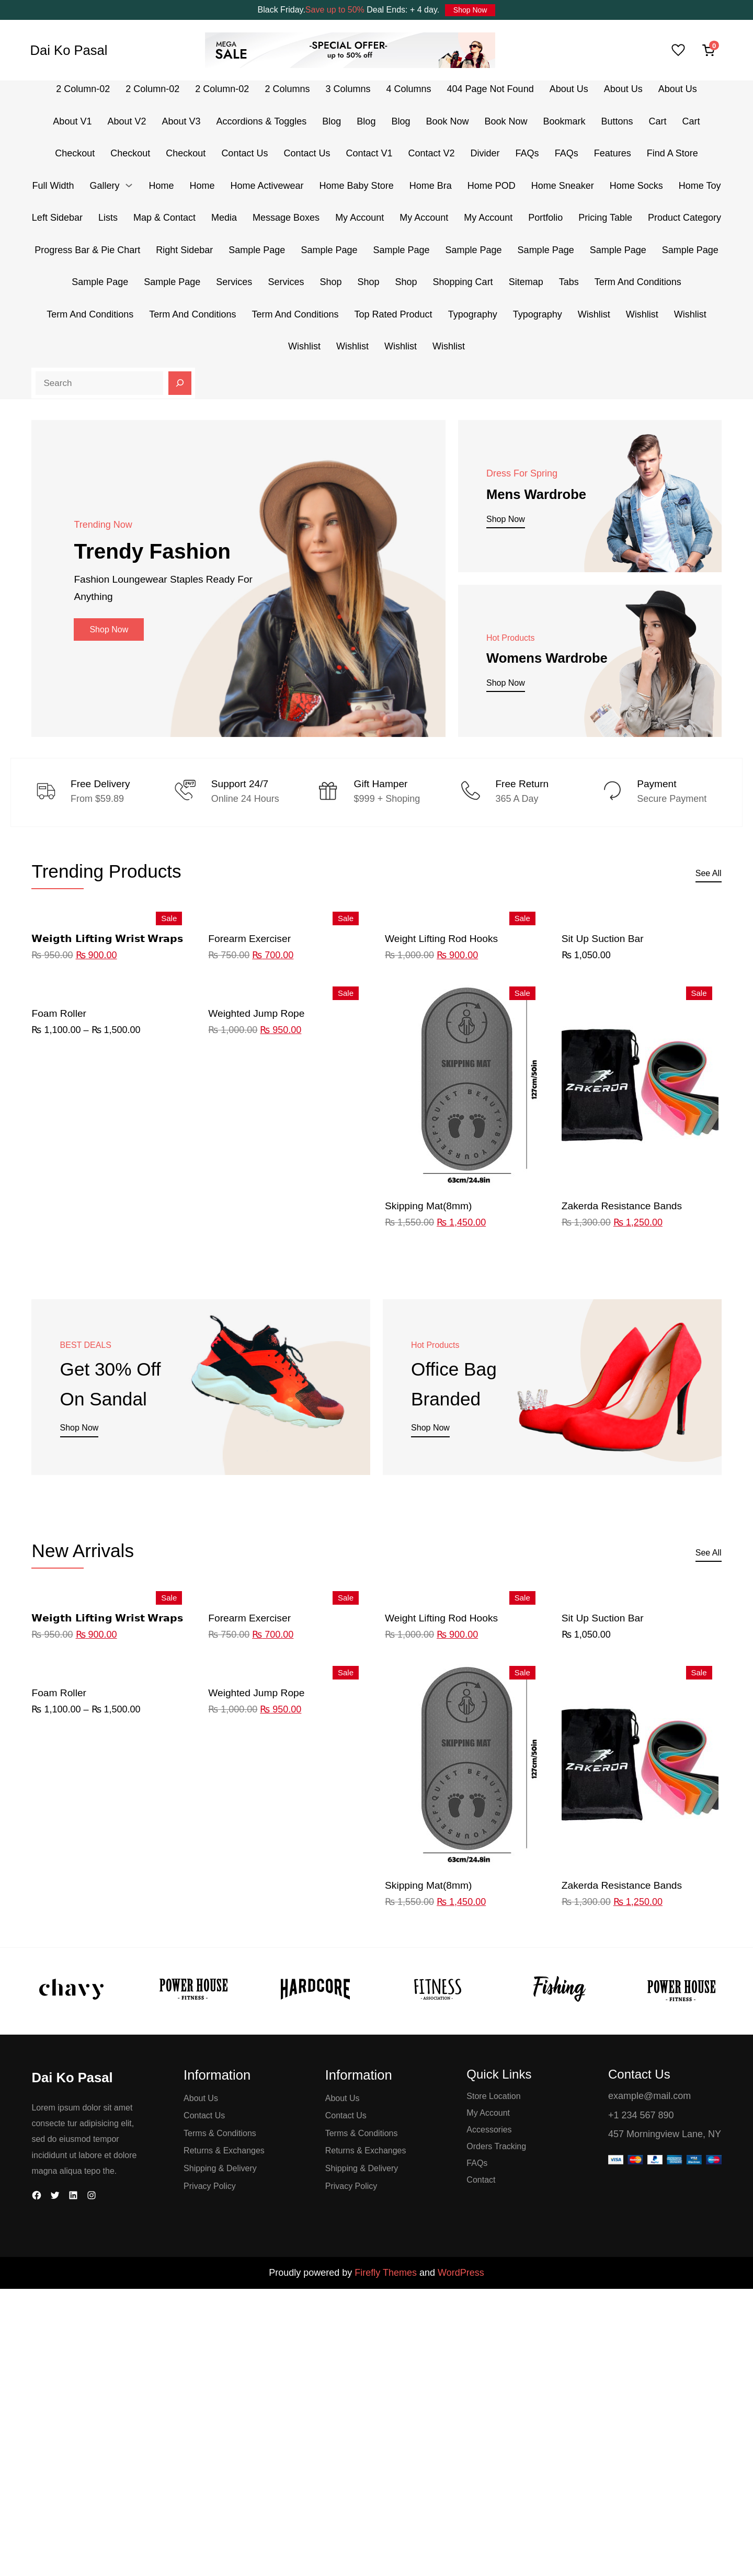 Black Friday.Save up to 50% Deal Ends: + 4 day. Shop Now
Dai Ko Pasal
MEGA
SALE
-SPECIAL OFFER-
up to 50% off
0
2 Column-02 2 Column-02 2 Column-02 2 Columns 3 Columns 4 Columns 404 Page Not Found About Us About Us About Us
About V1 About V2 About V3 Accordions & Toggles Blog Blog Blog Book Now Book Now Bookmark Buttons Cart Cart
Checkout Checkout Checkout Contact Us Contact Us Contact V1 Contact V2 Divider FAQs FAQs Features Find A Store
Full Width Gallery Home Home Home Activewear Home Baby Store Home Bra Home POD Home Sneaker Home Socks Home Toy
Left Sidebar Lists Map & Contact Media Message Boxes My Account My Account My Account Portfolio Pricing Table Product Category
Progress Bar & Pie Chart Right Sidebar Sample Page Sample Page Sample Page Sample Page Sample Page Sample Page Sample Page
Sample Page Sample Page Services Services Shop Shop Shop Shopping Cart Sitemap Tabs Term And Conditions
Term And Conditions Term And Conditions Term And Conditions Top Rated Product Typography Typography Wishlist Wishlist Wishlist
Wishlist Wishlist Wishlist Wishlist
Search
Trending Now
Trendy Fashion
Fashion Loungewear Staples Ready For
Anything
Shop Now
Dress For Spring
Mens Wardrobe
Shop Now
Hot Products
Womens Wardrobe
Shop Now
Free Delivery
From $59.89
24/7
Support 24/7
Online 24 Hours
Gift Hamper
$999 + Shoping
Free Return
365 A Day
Payment
Secure Payment
Trending Products
See All
Sale
𝗪𝗲𝗶𝗴𝘁𝗵 𝗟𝗶𝗳𝘁𝗶𝗻𝗴 𝗪𝗿𝗶𝘀𝘁 𝗪𝗿𝗮𝗽𝘀
₨ 950.00 ₨ 900.00
Sale
Forearm Exerciser
₨ 750.00 ₨ 700.00
Sale
Weight Lifting Rod Hooks
₨ 1,000.00 ₨ 900.00
Sit Up Suction Bar
₨ 1,050.00
Foam Roller
₨ 1,100.00 – ₨ 1,500.00
Sale
Weighted Jump Rope
₨ 1,000.00 ₨ 950.00
Sale
SKIPPING MAT
QUIET BEAUTY
BE YOURSELF
127cm/50in
63cm/24.8in
Skipping Mat(8mm)
₨ 1,550.00 ₨ 1,450.00
Sale
ZAKERDA
Zakerda Resistance Bands
₨ 1,300.00 ₨ 1,250.00
BEST DEALS
Get 30% Off
On Sandal
Shop Now
Hot Products
Office Bag
Branded
Shop Now
New Arrivals
See All
Sale
𝗪𝗲𝗶𝗴𝘁𝗵 𝗟𝗶𝗳𝘁𝗶𝗻𝗴 𝗪𝗿𝗶𝘀𝘁 𝗪𝗿𝗮𝗽𝘀
₨ 950.00 ₨ 900.00
Sale
Forearm Exerciser
₨ 750.00 ₨ 700.00
Sale
Weight Lifting Rod Hooks
₨ 1,000.00 ₨ 900.00
Sit Up Suction Bar
₨ 1,050.00
Foam Roller
₨ 1,100.00 – ₨ 1,500.00
Sale
Weighted Jump Rope
₨ 1,000.00 ₨ 950.00
Sale
SKIPPING MAT
QUIET BEAUTY
BE YOURSELF
127cm/50in
63cm/24.8in
Skipping Mat(8mm)
₨ 1,550.00 ₨ 1,450.00
Sale
ZAKERDA
Zakerda Resistance Bands
₨ 1,300.00 ₨ 1,250.00
chavy
POWER HOUSE
- FITNESS -
HARDCORE
FITNESS
- ASSOCIATION -
Fishing
POWER HOUSE
- FITNESS -
Dai Ko Pasal
Lorem ipsum dolor sit amet
consecte tur adipisicing elit,
sed do eiusmod tempor
incididunt ut labore et dolore
magna aliqua tepo the.
Information
About Us
Contact Us
Terms & Conditions
Returns & Exchanges
Shipping & Delivery
Privacy Policy
Information
About Us
Contact Us
Terms & Conditions
Returns & Exchanges
Shipping & Delivery
Privacy Policy
Quick Links
Store Location
My Account
Accessories
Orders Tracking
FAQs
Contact
Contact Us
example@mail.com
+1 234 567 890
457 Morningview Lane, NY
VISA
Proudly powered by Firefly Themes and WordPress